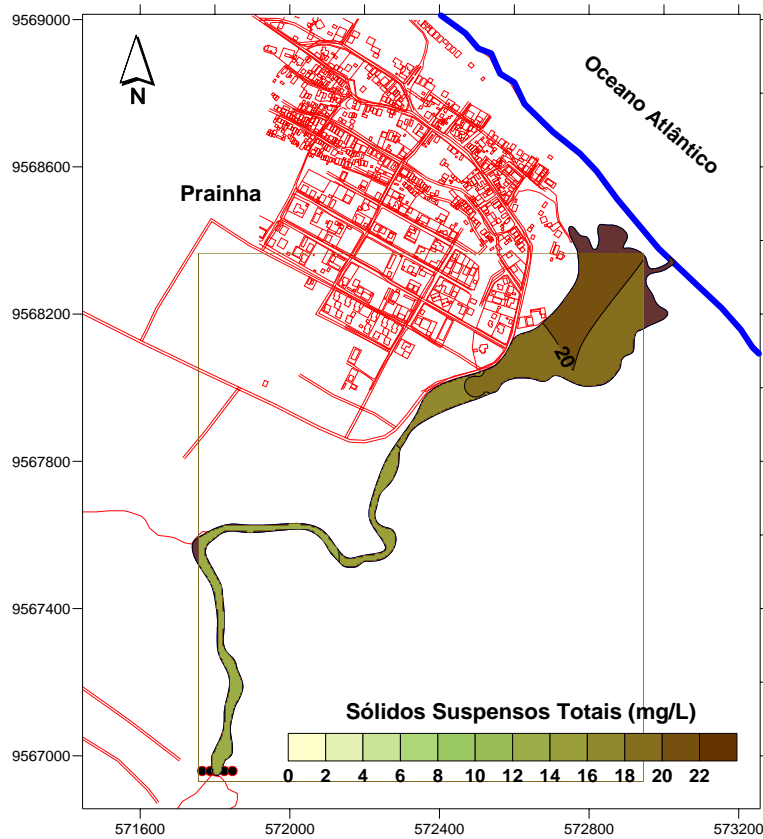 9569000
9568600
9568200
9567800
9567400
9567000
N
Oceano Atlântico
Prainha
20
Sólidos Suspensos Totais (mg/L)
0 2 4 6 8 10 12 14 16 18 20 22
571600 572000 572400 572800 573200